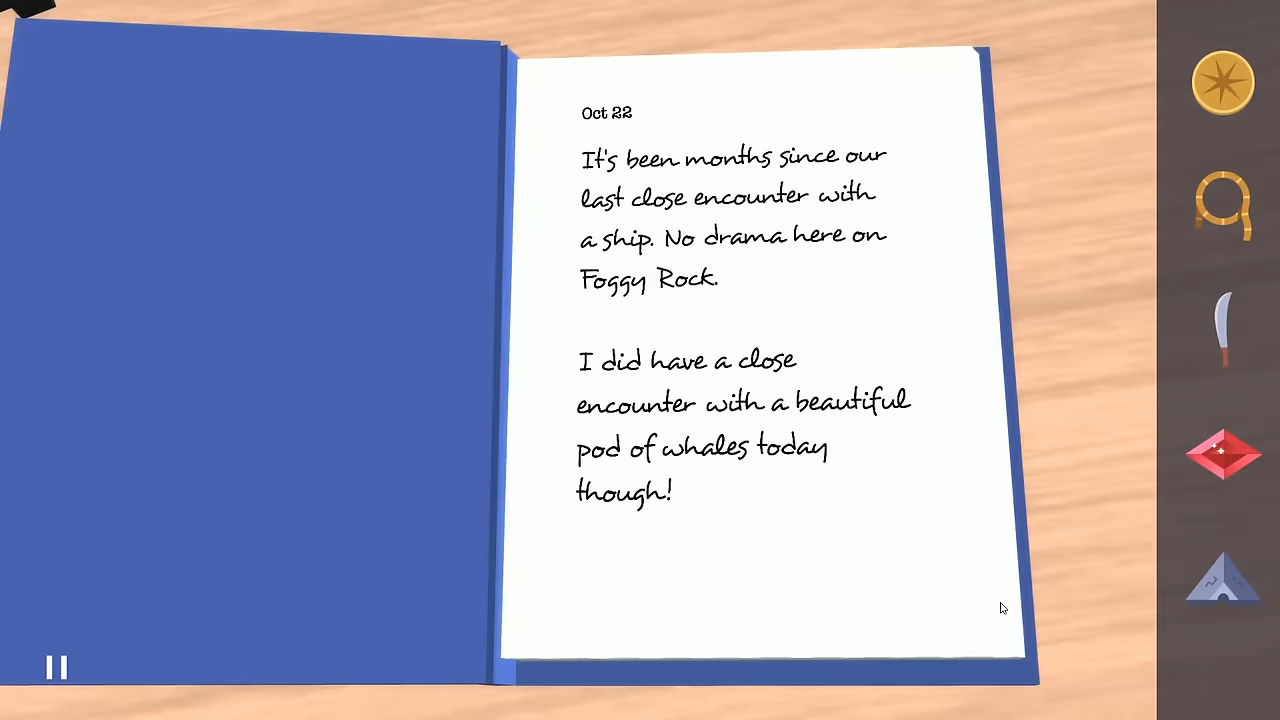 Oct 22
It's been months since our
last close encounter with
a ship. No drama here on
Foggy Rock.
I did have a close
encounter with a beautiful
pod of whales today
though!